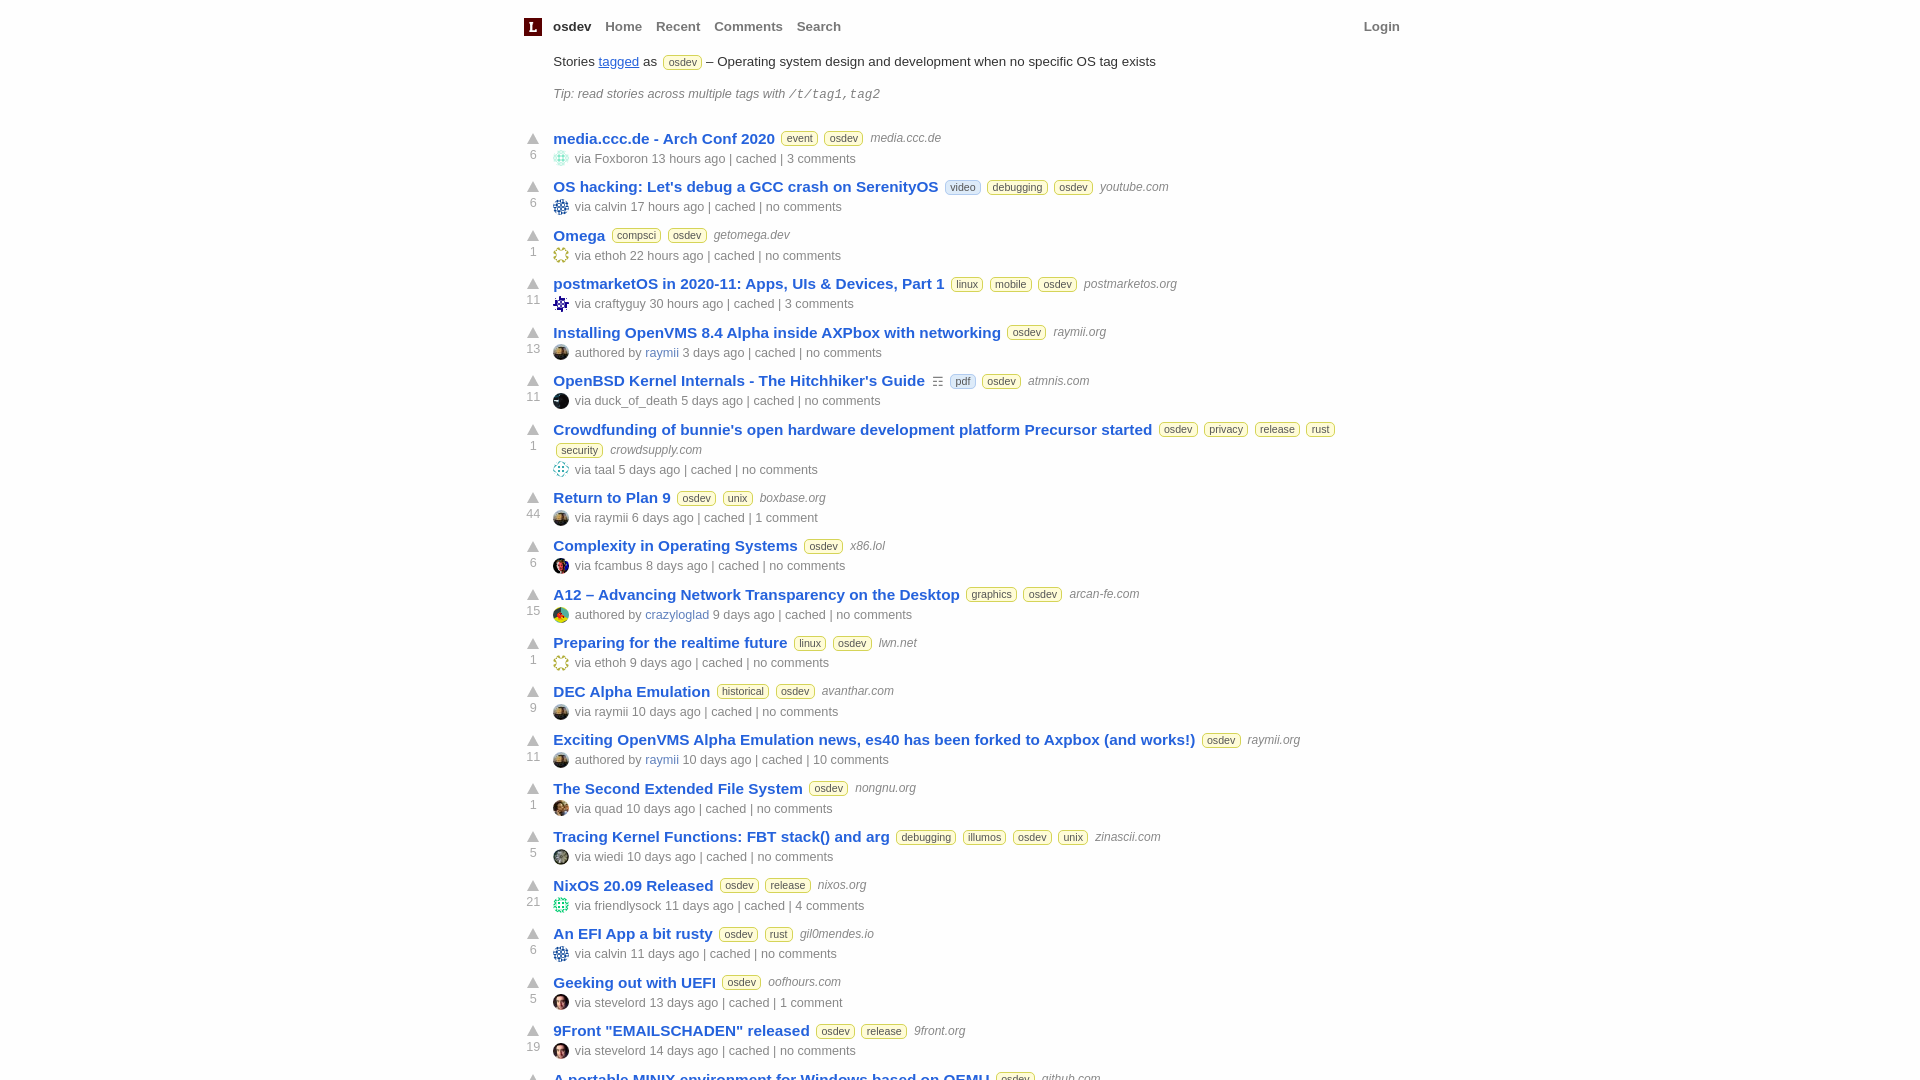 L osdev Home Recent Comments Search Login
Stories tagged as osdev – Operating system design and development when no specific OS tag exists
Tip: read stories across multiple tags with /t/tag1,tag2
media.ccc.de - Arch Conf 2020 event osdev media.ccc.de
6 via Foxboron 13 hours ago | cached | 3 comments
OS hacking: Let's debug a GCC crash on SerenityOS video debugging osdev youtube.com
6 via calvin 17 hours ago | cached | no comments
Omega compsci osdev getomega.dev
1 via ethoh 22 hours ago | cached | no comments
postmarketOS in 2020-11: Apps, UIs & Devices, Part 1 linux mobile osdev postmarketos.org
11 via craftyguy 30 hours ago | cached | 3 comments
Installing OpenVMS 8.4 Alpha inside AXPbox with networking osdev raymii.org
13 authored by raymii 3 days ago | cached | no comments
OpenBSD Kernel Internals - The Hitchhiker's Guide ☶ pdf osdev atmnis.com
11 via duck_of_death 5 days ago | cached | no comments
Crowdfunding of bunnie's open hardware development platform Precursor started osdev privacy release rust
1 security crowdsupply.com
via taal 5 days ago | cached | no comments
Return to Plan 9 osdev unix boxbase.org
44 via raymii 6 days ago | cached | 1 comment
Complexity in Operating Systems osdev x86.lol
6 via fcambus 8 days ago | cached | no comments
A12 – Advancing Network Transparency on the Desktop graphics osdev arcan-fe.com
15 authored by crazyloglad 9 days ago | cached | no comments
Preparing for the realtime future linux osdev lwn.net
1 via ethoh 9 days ago | cached | no comments
DEC Alpha Emulation historical osdev avanthar.com
9 via raymii 10 days ago | cached | no comments
Exciting OpenVMS Alpha Emulation news, es40 has been forked to Axpbox (and works!) osdev raymii.org
11 authored by raymii 10 days ago | cached | 10 comments
The Second Extended File System osdev nongnu.org
1 via quad 10 days ago | cached | no comments
Tracing Kernel Functions: FBT stack() and arg debugging illumos osdev unix zinascii.com
5 via wiedi 10 days ago | cached | no comments
NixOS 20.09 Released osdev release nixos.org
21 via friendlysock 11 days ago | cached | 4 comments
An EFI App a bit rusty osdev rust gil0mendes.io
6 via calvin 11 days ago | cached | no comments
Geeking out with UEFI osdev oofhours.com
5 via stevelord 13 days ago | cached | 1 comment
9Front "EMAILSCHADEN" released osdev release 9front.org
19 via stevelord 14 days ago | cached | no comments
A portable MINIX environment for Windows based on QEMU osdev github.com